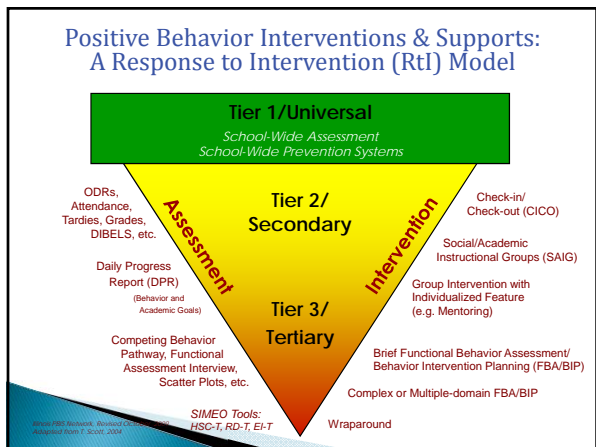 Positive Behavior Interventions & Supports:
A Response to Intervention (RtI) Model
Tier 1/Universal
School-Wide Assessment
School-Wide Prevention Systems
Assessment
Intervention
Tier 2/
Secondary
Tier 3/
Tertiary
ODRs,
Attendance,
Tardies, Grades,
DIBELS, etc.
Daily Progress
Report (DPR)
(Behavior and
Academic Goals)
Competing Behavior
Pathway, Functional
Assessment Interview,
Scatter Plots, etc.
SIMEO Tools:
HSC-T, RD-T, EI-T
Check-in/
Check-out (CICO)
Social/Academic
Instructional Groups (SAIG)
Group Intervention with
Individualized Feature
(e.g. Mentoring)
Brief Functional Behavior Assessment/
Behavior Intervention Planning (FBA/BIP)
Complex or Multiple-domain FBA/BIP
Wraparound
Illinois PBIS Network, Revised
Adapted from T. Scott, 2004